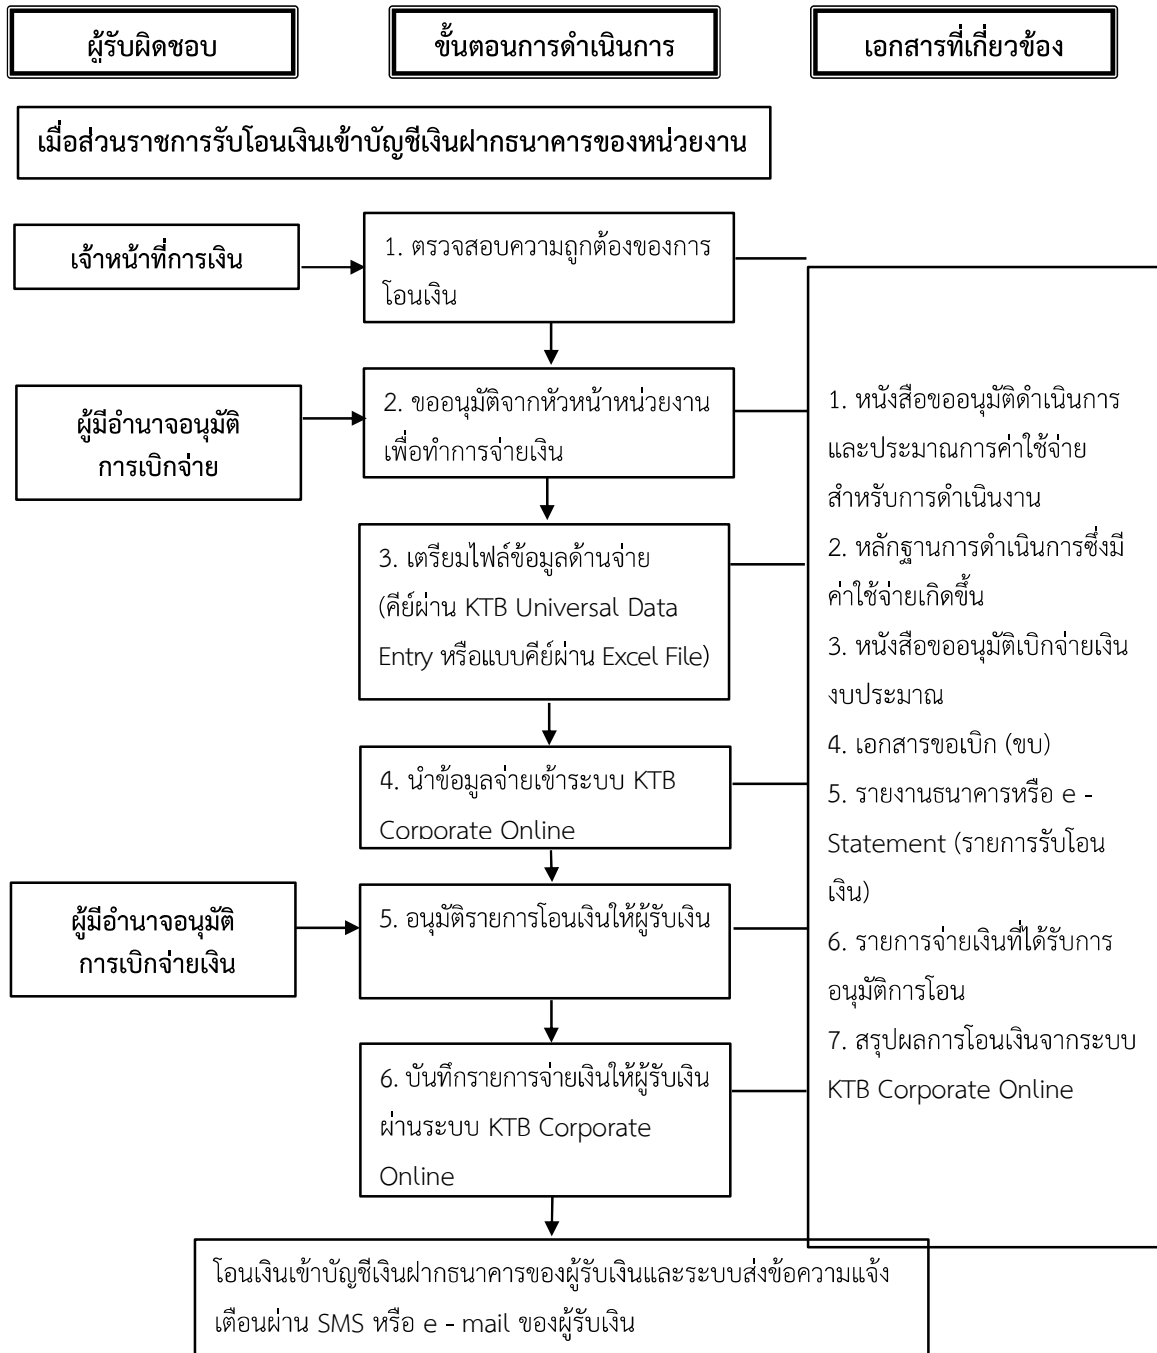 ผู้รับผิดชอบ
ขั้นตอนการดำเนินการ
เอกสารที่เกี่ยวข้อง
เมื่อส่วนราชการรับโอนเงินเข้าบัญชีเงินฝากธนาคารของหน่วยงาน
เจ้าหน้าที่การเงิน
1. ตรวจสอบความถูกต้องของการ
โอนเงิน
ผู้มีอำนาจอนุมัติ
การเบิกจ่าย
2. ขออนุมัติจากหัวหน้าหน่วยงาน
เพื่อทำการจ่ายเงิน
3. เตรียมไฟล์ข้อมูลด้านจ่าย
(คีย์ผ่าน KTB Universal Data
Entry หรือแบบคีย์ผ่าน Excel File)
4. นำข้อมูลจ่ายเข้าระบบ KTB
Corporate Online
ผู้มีอำนาจอนุมัติ
การเบิกจ่ายเงิน
5. อนุมัติรายการโอนเงินให้ผู้รับเงิน
6. บันทึกรายการจ่ายเงินให้ผู้รับเงิน
ผ่านระบบ KTB Corporate
Online
1. หนังสือขออนุมัติดำเนินการ
และประมาณการค่าใช้จ่าย
สำหรับการดำเนินงาน
2. หลักฐานการดำเนินการซึ่งมี
ค่าใช้จ่ายเกิดขึ้น
3. หนังสือขออนุมัติเบิกจ่ายเงิน
งบประมาณ
4. เอกสารขอเบิก (ขบ)
5. รายงานธนาคารหรือ e -
Statement (รายการรับโอน
เงิน)
6. รายการจ่ายเงินที่ได้รับการ
อนุมัติการโอน
7. สรุปผลการโอนเงินจากระบบ
KTB Corporate Online
โอนเงินเข้าบัญชีเงินฝากธนาคารของผู้รับเงินและระบบส่งข้อความแจ้ง
เตือนผ่าน SMS หรือ e - mail ของผู้รับเงิน